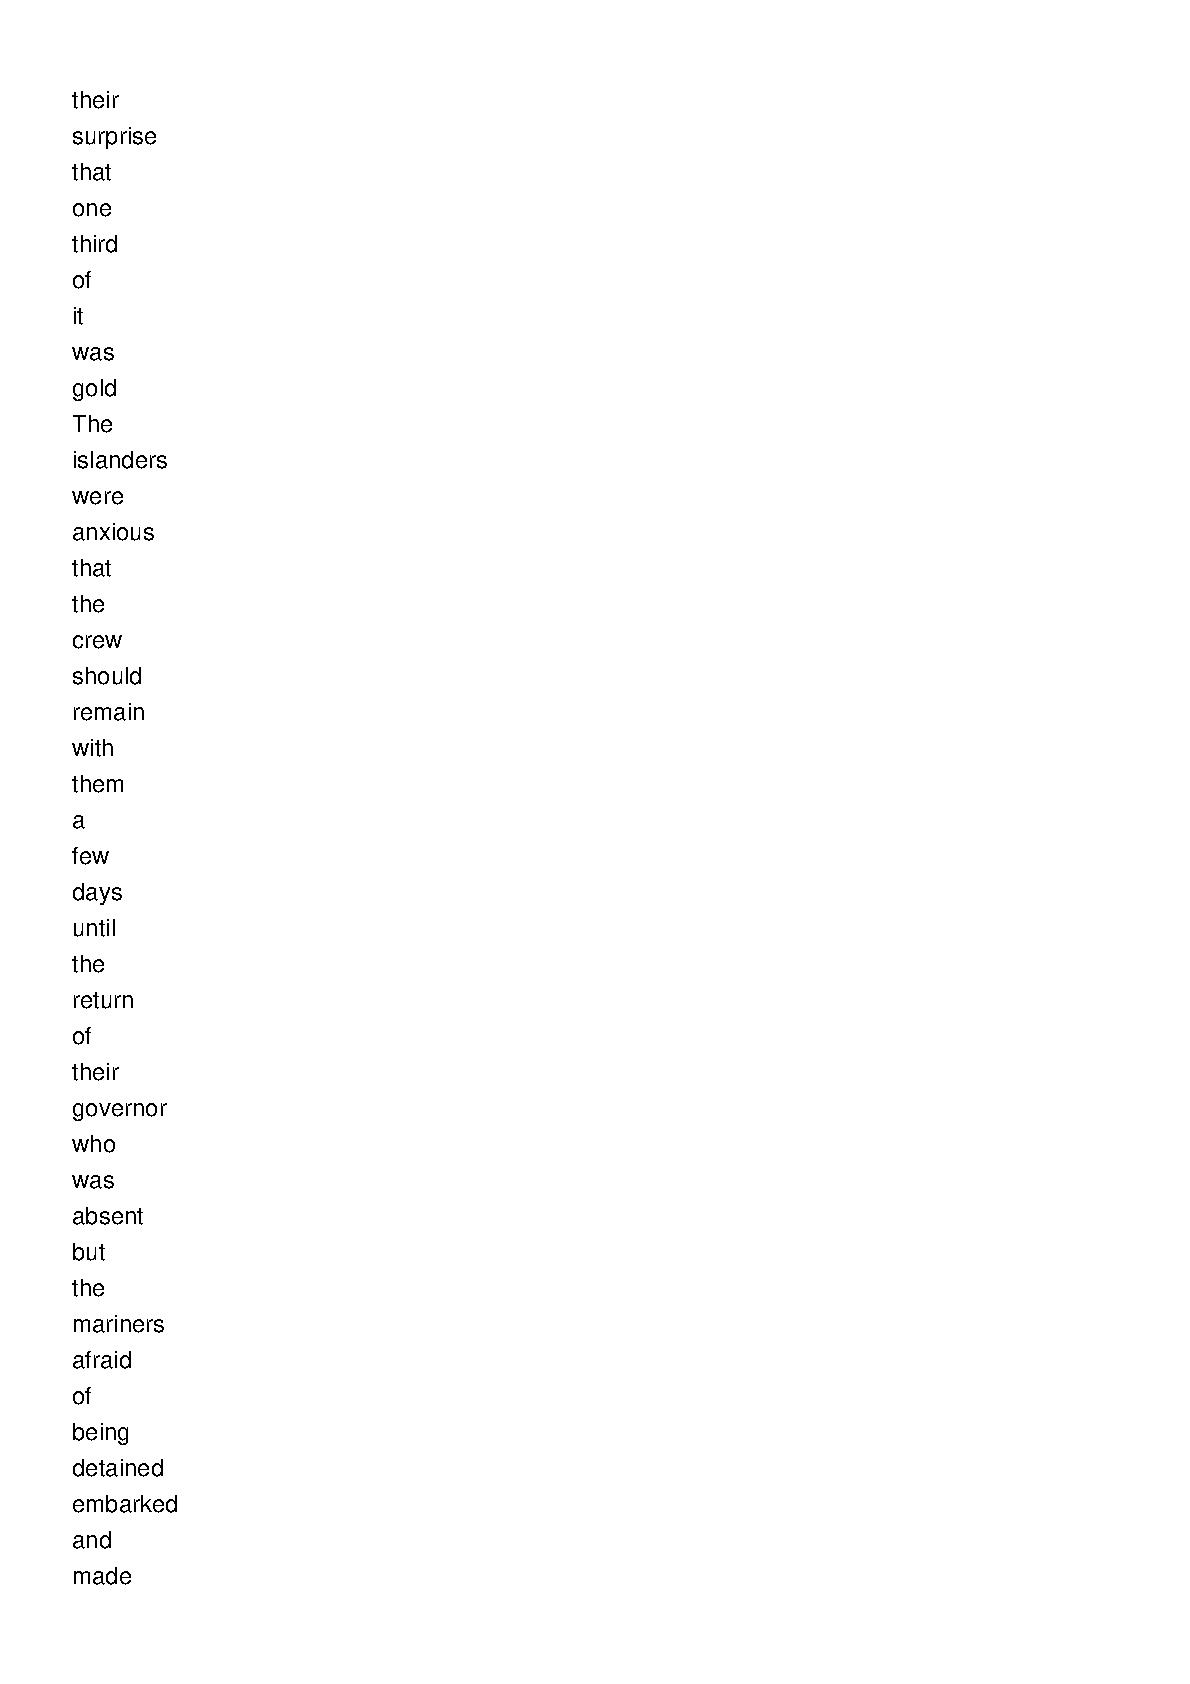 their
surprise
that
one
third
of
it
was
gold
The
islanders
were
anxious
that
the
crew
should
remain
with
them
a
few
days
until
the
return
of
their
governor
who
was
absent
but
the
mariners
afraid
of
being
detained
embarked
and
made